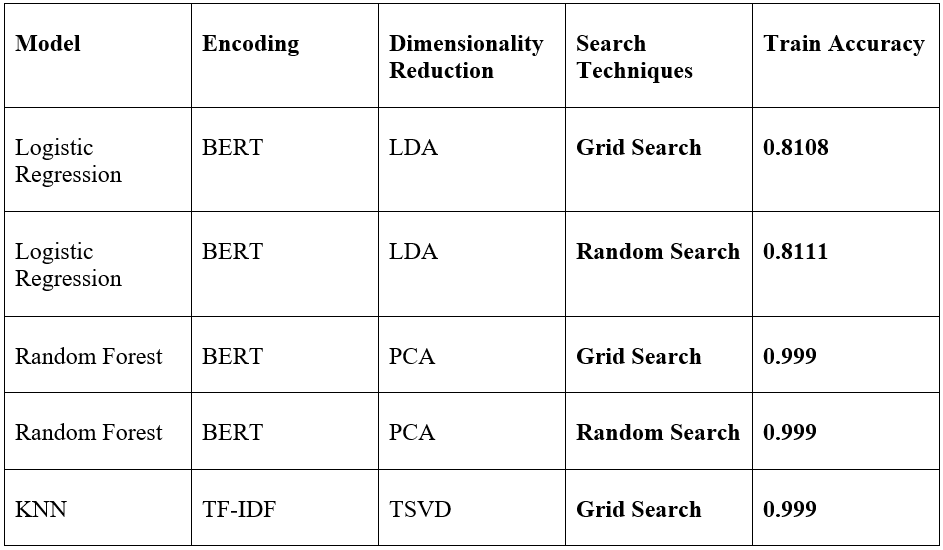 Model Encoding Dimensionality Reduction Search Techniques Train Accuracy
Logistic Regression BERT LDA Grid Search 0.8108
Logistic Regression BERT LDA Random Search 0.8111
Random Forest BERT PCA Grid Search 0.999
Random Forest BERT PCA Random Search 0.999
KNN TF-IDF TSVD Grid Search 0.999